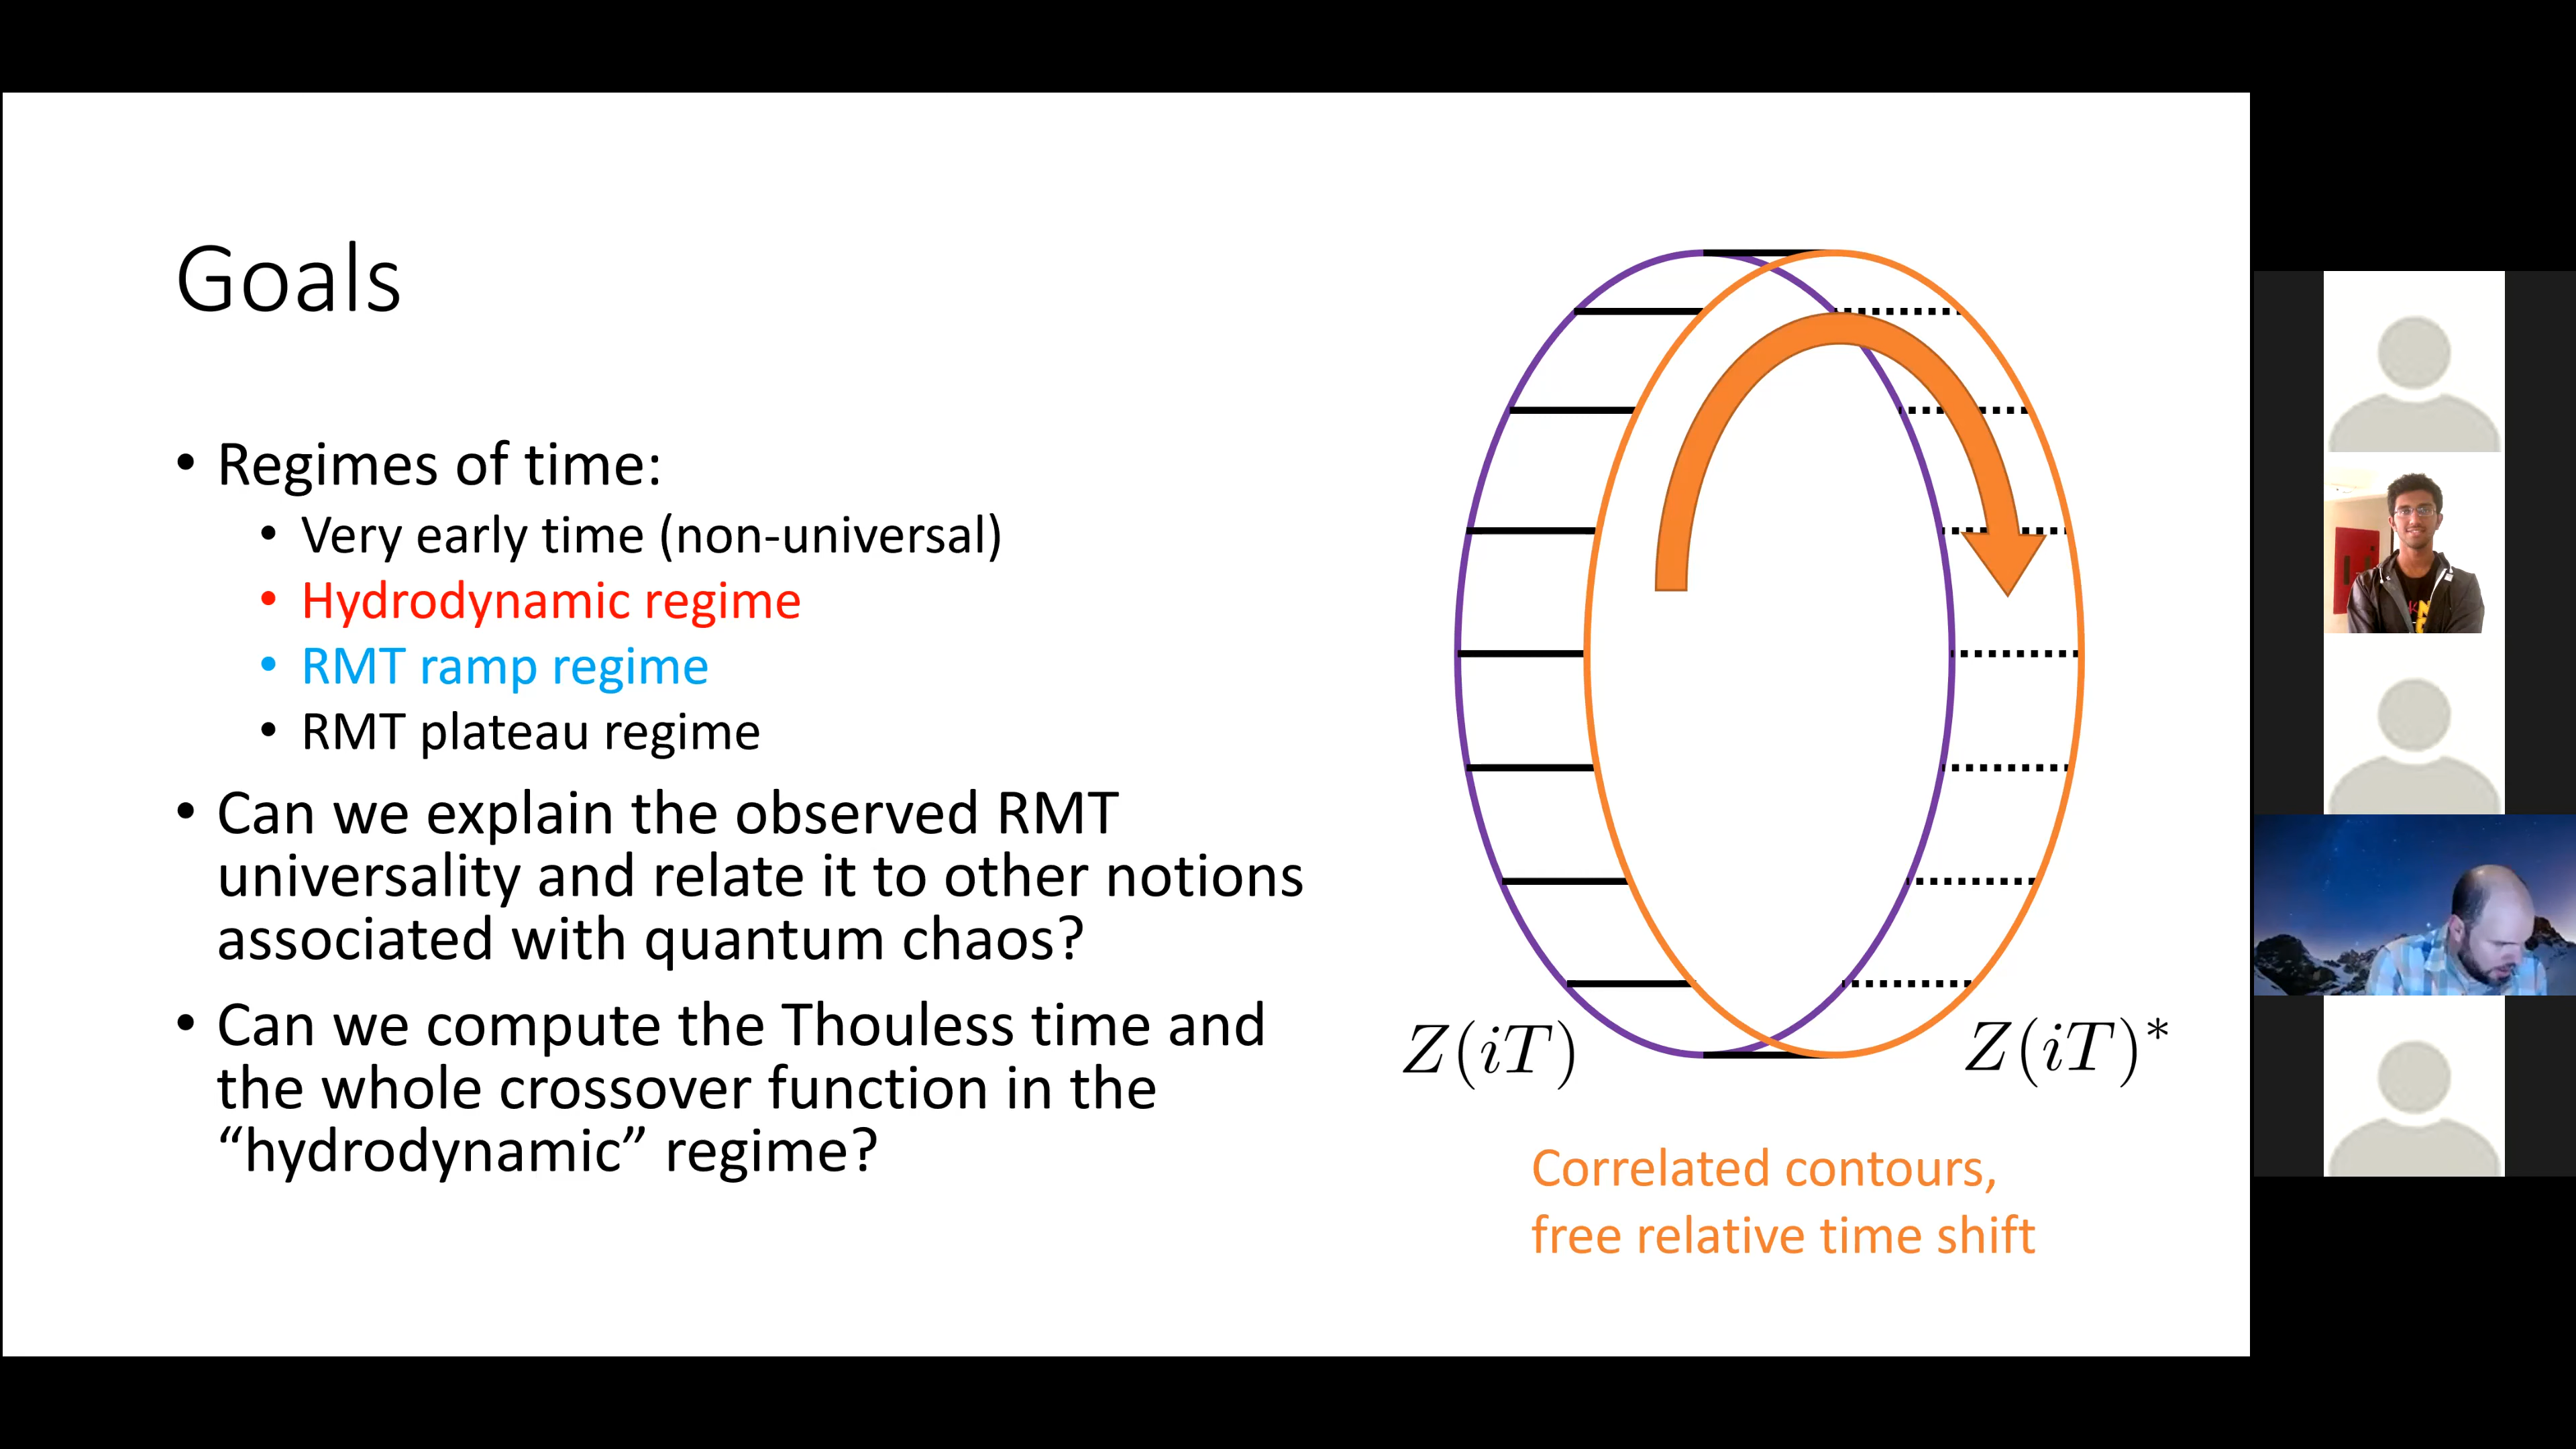 Goals
• Regimes of time:
• Very early time (non-universal)
• Hydrodynamic regime
• RMT ramp regime
• RMT plateau regime
• Can we explain the observed RMT
universality and relate it to other notions
associated with quantum chaos?
• Can we compute the Thouless time and
the whole crossover function in the
“hydrodynamic” regime?
Z(iT)
Z(iT)*
Correlated contours,
free relative time shift